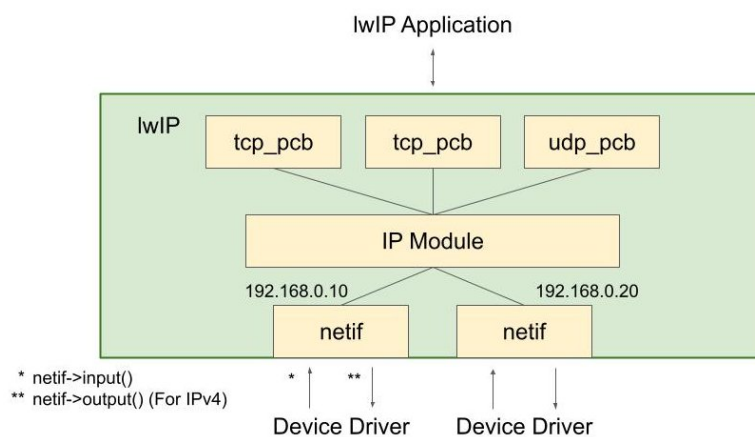 lwIP Application
lwIP
tcp_pcb tcp_pcb udp_pcb
IP Module
192.168.0.10 192.168.0.20
netif netif
* netif->input()
** netif->output() (For IPv4)
* **
Device Driver Device Driver